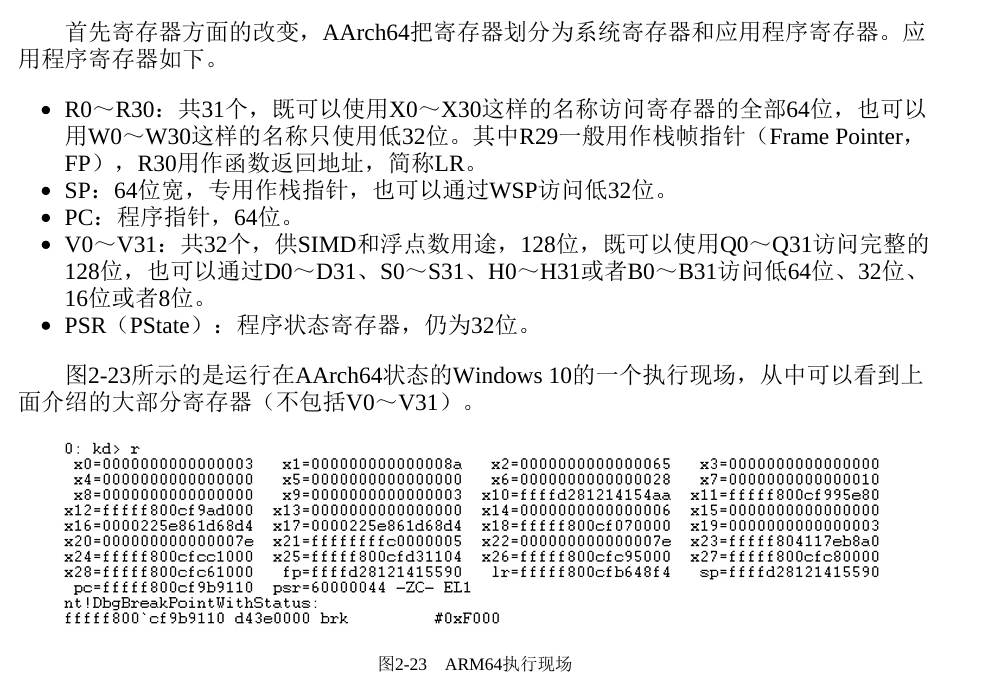 首先寄存器方面的改变，AArch64把寄存器划分为系统寄存器和应用程序寄存器。应
用程序寄存器如下。
• R0～R30：共31个，既可以使用X0～X30这样的名称访问寄存器的全部64位，也可以
用W0～W30这样的名称只使用低32位。其中R29一般用作栈帧指针（Frame Pointer，
FP），R30用作函数返回地址，简称LR。
• SP：64位宽，专用作栈指针，也可以通过WSP访问低32位。
• PC：程序指针，64位。
• V0～V31：共32个，供SIMD和浮点数用途，128位，既可以使用Q0～Q31访问完整的
128位，也可以通过D0～D31、S0～S31、H0～H31或者B0～B31访问低64位、32位、
16位或者8位。
• PSR（PState）：程序状态寄存器，仍为32位。
图2-23所示的是运行在AArch64状态的Windows 10的一个执行现场，从中可以看到上
面介绍的大部分寄存器（不包括V0～V31）。
0: kd> r
x0=0000000000000003 x1=000000000000008a x2=0000000000000065 x3=0000000000000000
x4=0000000000000000 x5=0000000000000000 x6=0000000000000028 x7=0000000000000010
x8=0000000000000000 x9=0000000000000003 x10=ffffd281214154aa x11=fffff800cf995e80
x12=fffff800cf9ad000 x13=0000000000000000 x14=0000000000000006 x15=0000000000000000
x16=0000225e861d68d4 x17=0000225e861d68d4 x18=fffff800cf070000 x19=0000000000000003
x20=000000000000007e x21=ffffffffc0000005 x22=000000000000007e x23=fffff804117eb8a0
x24=fffff800cfcc1000 x25=fffff800cfd31104 x26=fffff800cfc95000 x27=fffff800cfc80000
x28=fffff800cfc61000 fp=ffffd28121415590 lr=fffff800cfb648f4 sp=ffffd28121415590
pc=fffff800cf9b9110 psr=60000044 -ZC- EL1
nt!DbgBreakPointWithStatus:
fffff800`cf9b9110 d43e0000 brk #0xF000
图2-23 ARM64执行现场